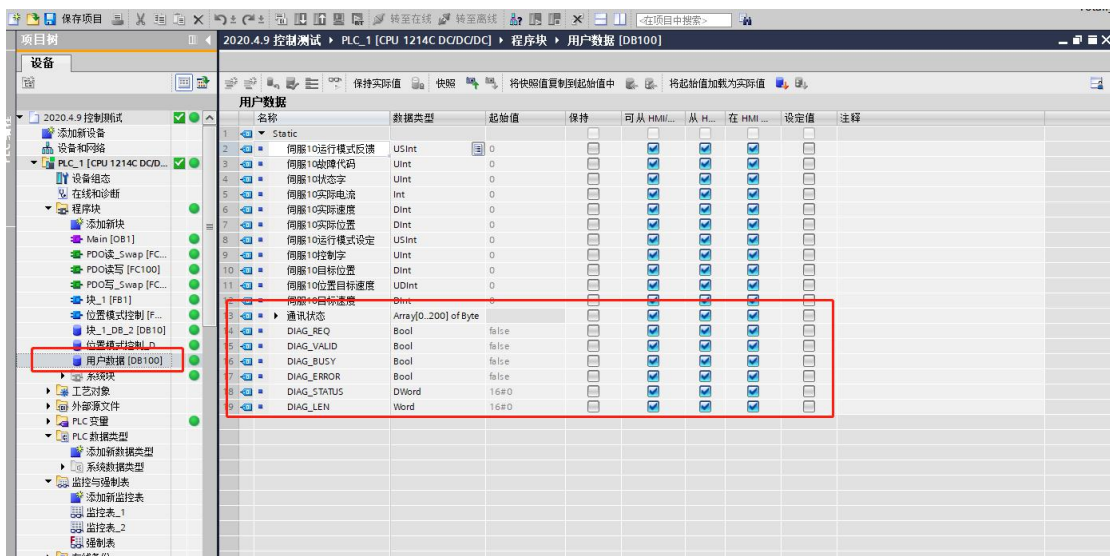 保存项目 转至在线 转至离线 <在项目中搜索>
项目树
2020.4.9 控制测试 ▸ PLC_1 [CPU 1214C DC/DC/DC] ▸ 程序块 ▸ 用户数据 [DB100]
设备
保持实际值 快照 将快照值复制到起始值中 将起始值加载为实际值
2020.4.9 控制测试
添加新设备
设备和网络
PLC_1 [CPU 1214C DC/D...
设备组态
在线和诊断
程序块
添加新块
Main [OB1]
PDO读_Swap [FC...
PDO读写 [FC100]
PDO写_Swap [FC...
块_1 [FB1]
位置模式控制 [F...
块_1_DB_2 [DB10]
位置模式控制_D...
用户数据 [DB100]
系统块
工艺对象
外部源文件
PLC 变量
PLC 数据类型
添加新数据类型
系统数据类型
监控与强制表
添加新监控表
监控表_1
监控表_2
强制表
用户数据
名称 数据类型 起始值 保持 可从 HMI/... 从 H... 在 HMI ... 设定值 注释
1 Static
2 伺服10运行模式反馈 USInt 0
3 伺服10故障代码 UInt 0
4 伺服10状态字 UInt 0
5 伺服10实际电流 Int 0
6 伺服10实际速度 DInt 0
7 伺服10实际位置 DInt 0
8 伺服10运行模式设定 USInt 0
9 伺服10控制字 UInt 0
10 伺服10目标位置 DInt 0
11 伺服10位置目标速度 UDInt 0
12 伺服10目标速度 DInt 0
13 通讯状态 Array[0..200] of Byte
14 DIAG_REQ Bool false
15 DIAG_VALID Bool false
16 DIAG_BUSY Bool false
17 DIAG_ERROR Bool false
18 DIAG_STATUS DWord 16#0
19 DIAG_LEN Word 16#0